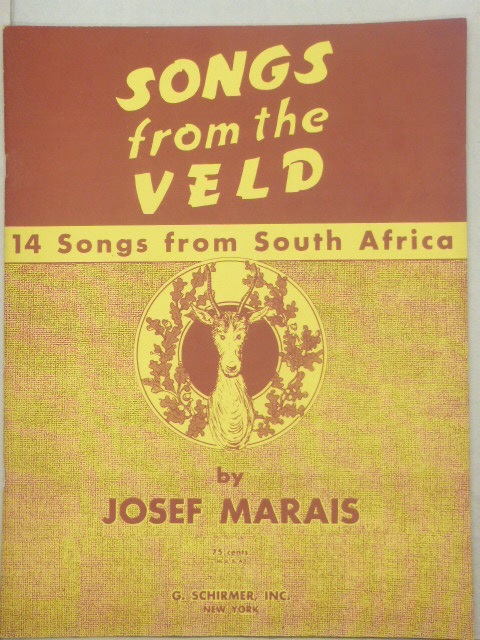 SONGS
from the
VELD
14 Songs from South Africa
by
JOSEF MARAIS
75 cents
G. SCHIRMER, INC.
NEW YORK